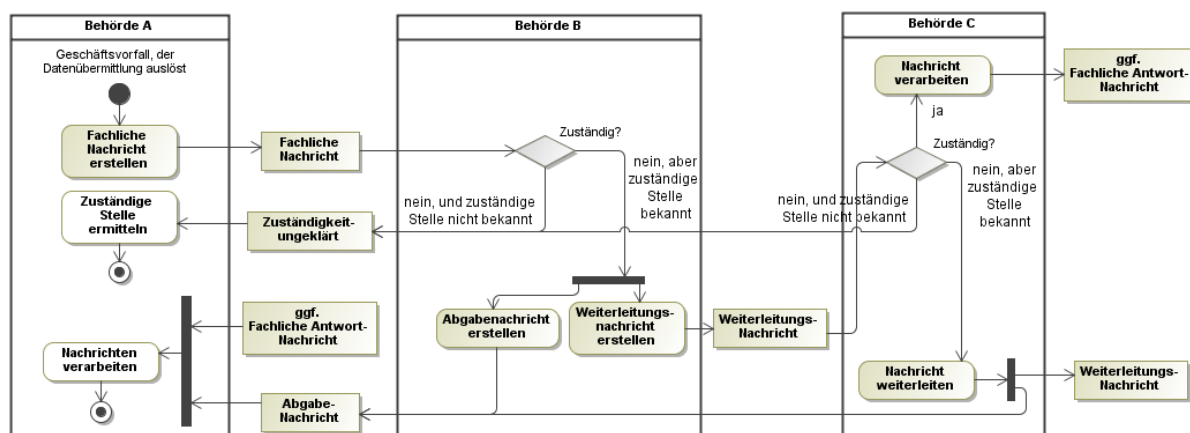 Behörde A
Geschäftsvorfall, der
Datenübermittlung auslöst
Fachliche
Nachricht
erstellen
Zuständige
Stelle
ermitteln
Nachrichten
verarbeiten
Fachliche
Nachricht
Zuständigkeit-
ungeklärt
ggf.
Fachliche Antwort-
Nachricht
Abgabe-
Nachricht
Behörde B
Zuständig?
nein, aber
zuständige
Stelle
bekannt
nein, und zuständige
Stelle nicht bekannt
Abgabenachricht
erstellen
Weiterleitungs-
nachricht
erstellen
Weiterleitungs-
Nachricht
Behörde C
Nachricht
verarbeiten
ja
Zuständig?
nein, und zuständige
Stelle nicht bekannt
nein, aber
zuständige
Stelle
bekannt
Nachricht
weiterleiten
ggf.
Fachliche Antwort-
Nachricht
Weiterleitungs-
Nachricht